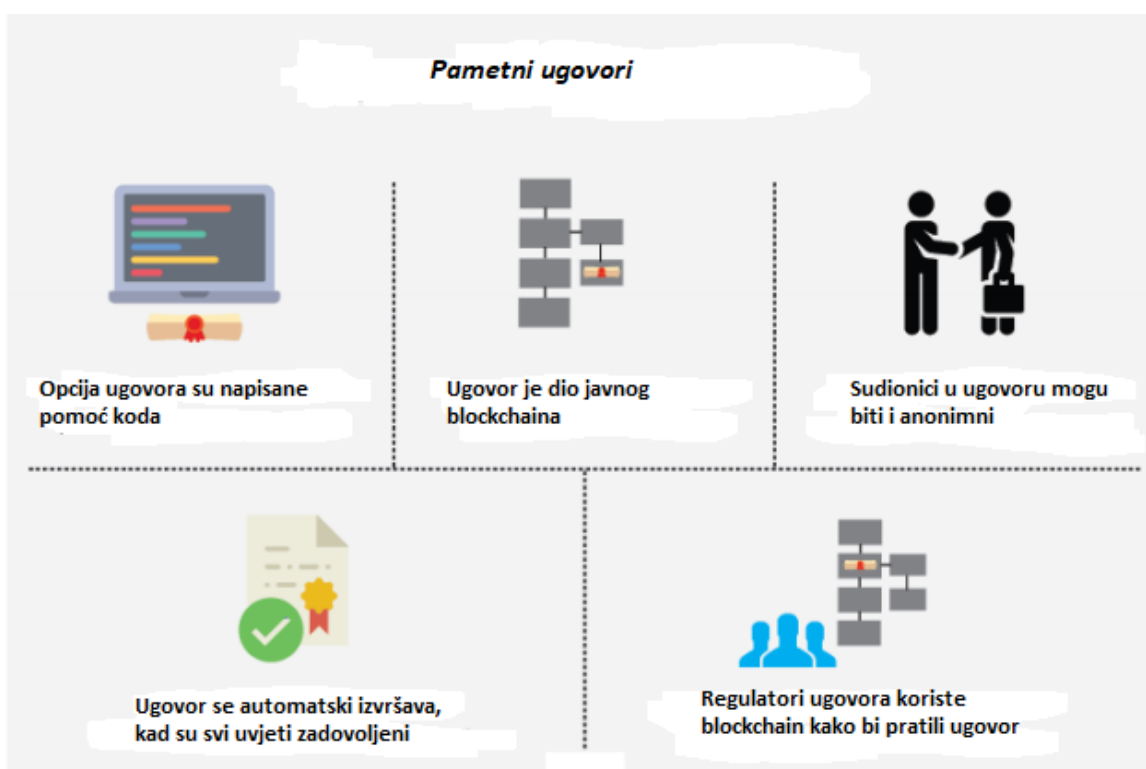 Pametni ugovori
Opcija ugovora su napisane
pomoć koda
Ugovor je dio javnog
blockchaina
Sudionici u ugovoru mogu
biti i anonimni
Ugovor se automatski izvršava,
kad su svi uvjeti zadovoljeni
Regulatori ugovora koriste
blockchain kako bi pratili ugovor